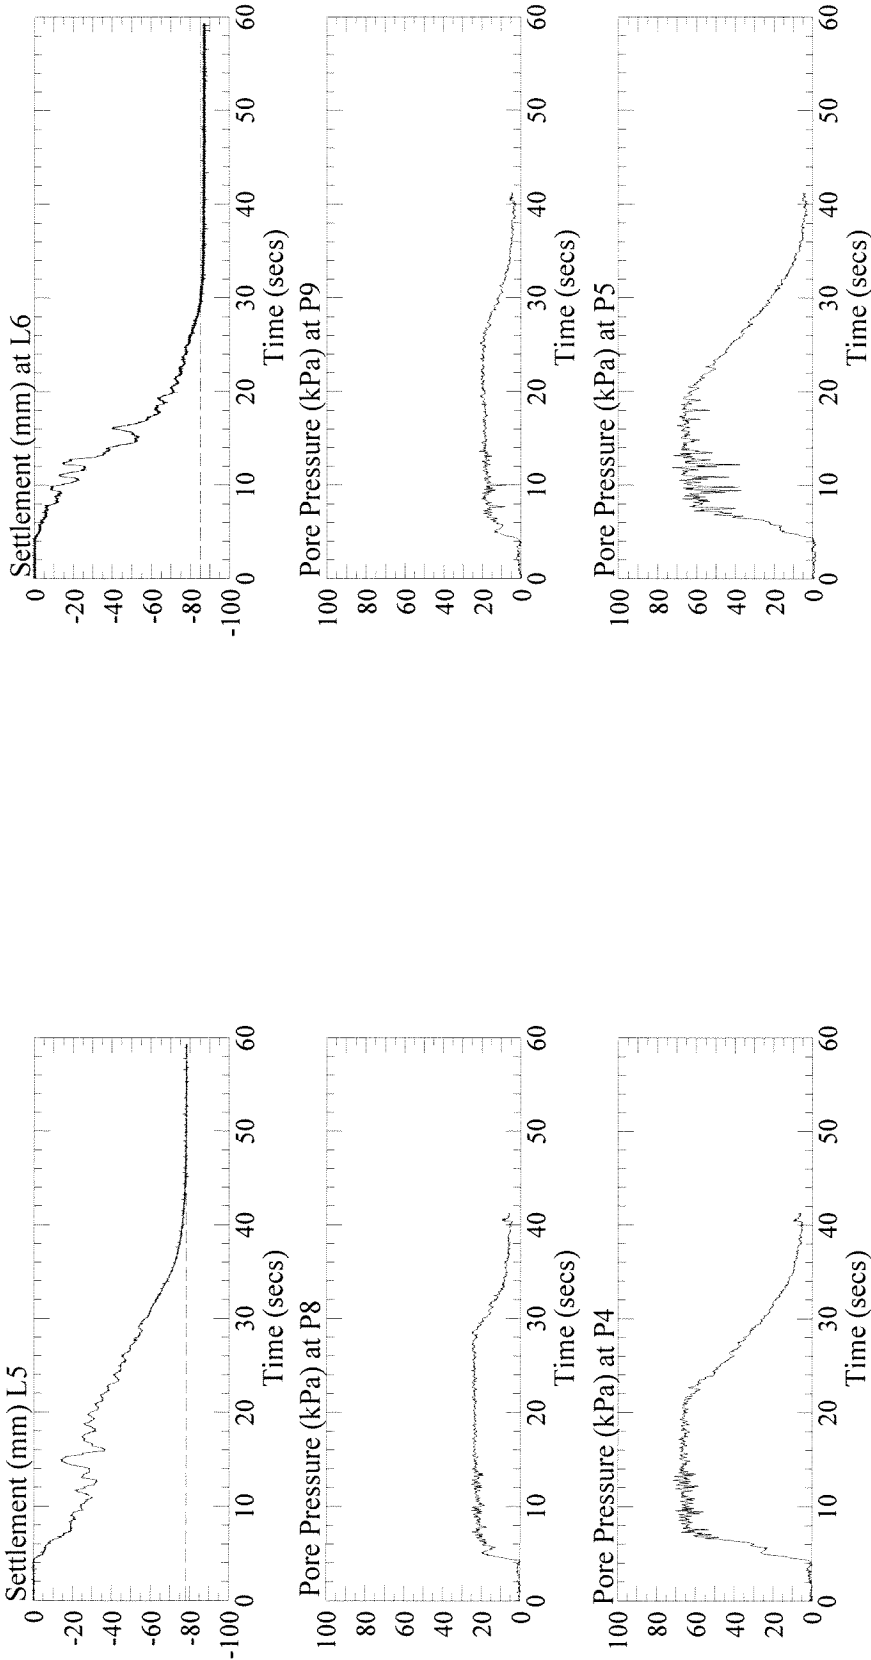 Settlement (mm) L5
0
-20
-40
-60
-80
-100
0 10 20 30 40 50 60
Time (secs)
Pore Pressure (kPa) at P8
100
80
60
40
20
0
0 10 20 30 40 50 60
Time (secs)
Pore Pressure (kPa) at P4
100
80
60
40
20
0
0 10 20 30 40 50 60
Time (secs)
Settlement (mm) at L6
0
-20
-40
-60
-80
-100
0 10 20 30 40 50 60
Time (secs)
Pore Pressure (kPa) at P9
100
80
60
40
20
0
0 10 20 30 40 50 60
Time (secs)
Pore Pressure (kPa) at P5
100
80
60
40
20
0
0 10 20 30 40 50 60
Time (secs)